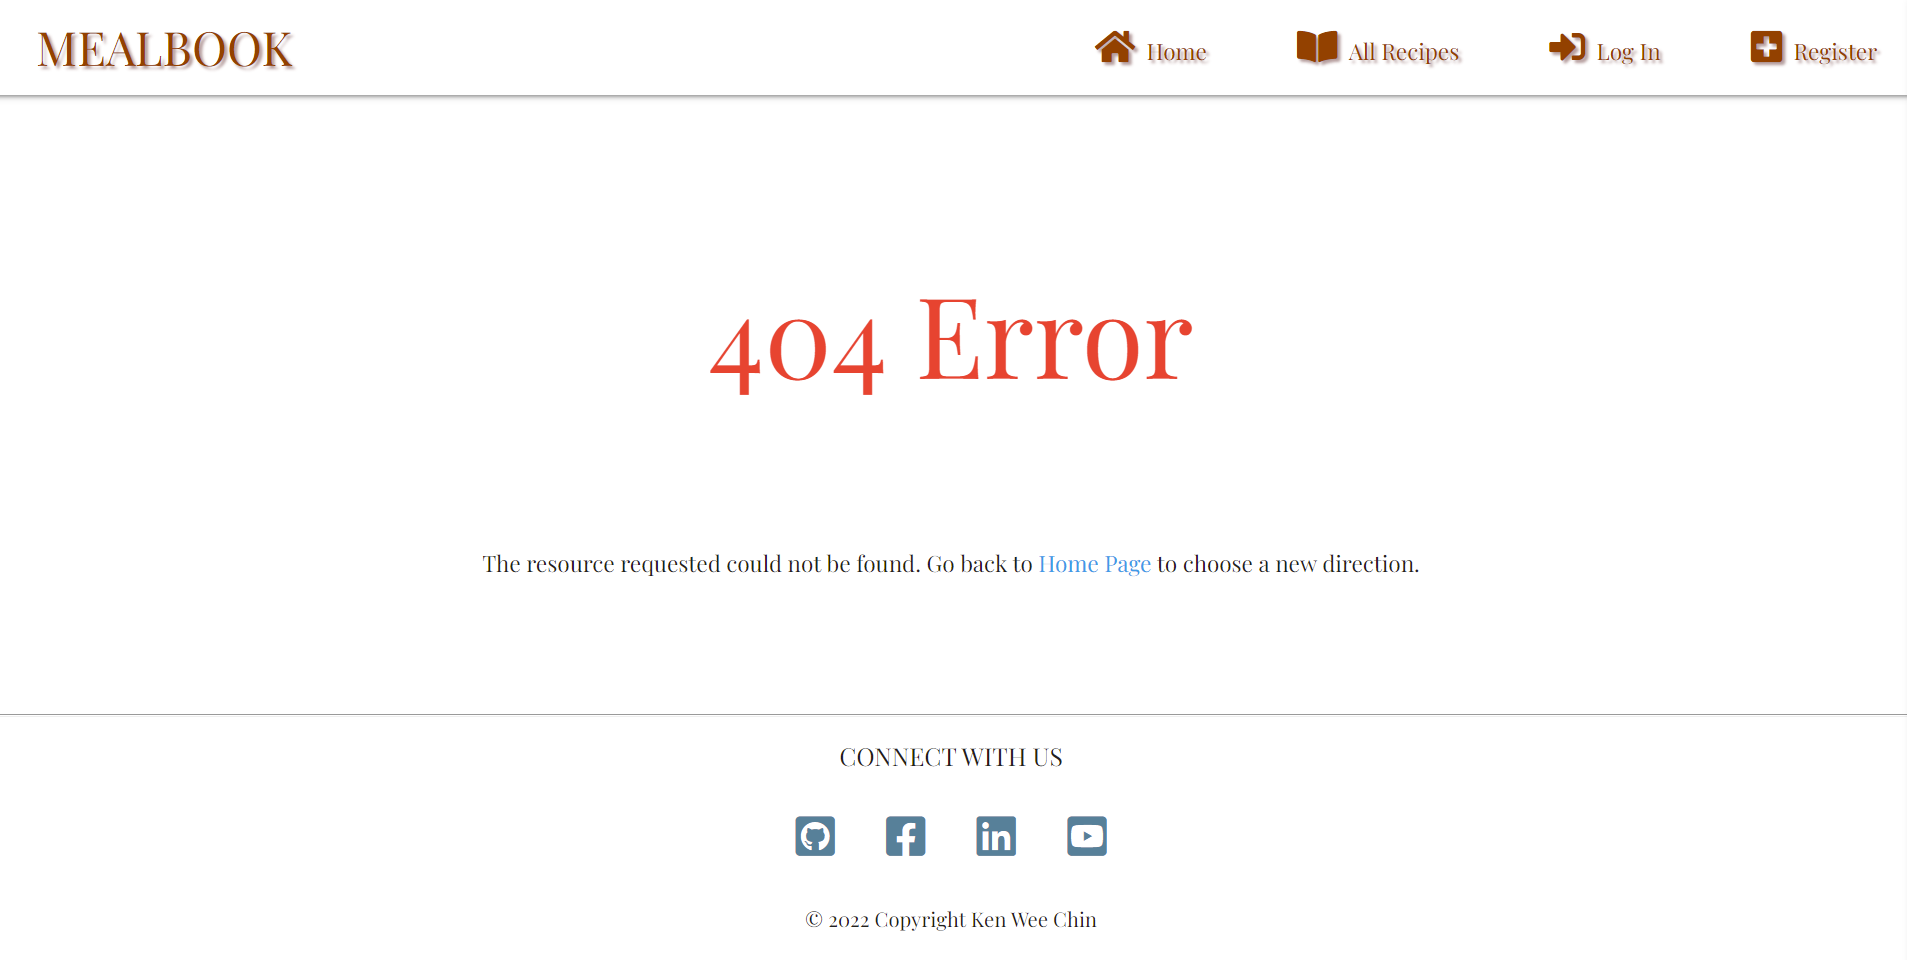 MEALBOOK
Home
All Recipes
Log In
Register
404 Error
The resource requested could not be found. Go back to Home Page to choose a new direction.
CONNECT WITH US
© 2022 Copyright Ken Wee Chin